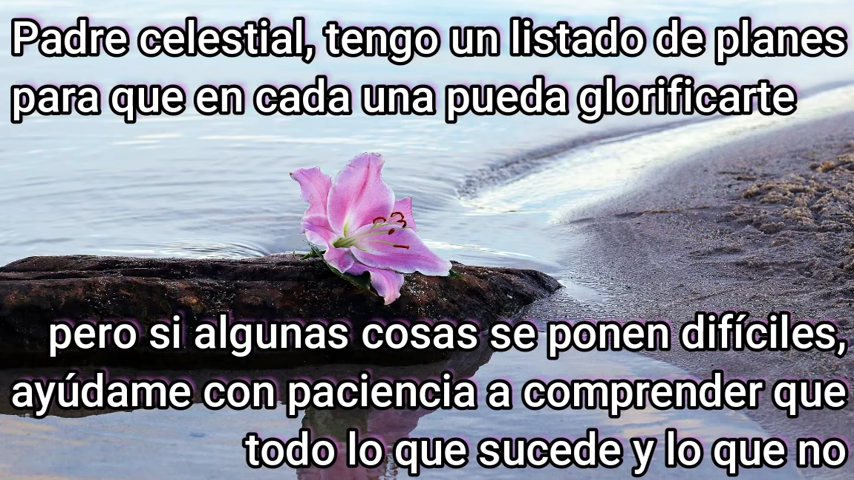 Padre celestial, tengo un listado de planes
para que en cada una pueda glorificarte
pero si algunas cosas se ponen difíciles,
ayúdame con paciencia a comprender que
todo lo que sucede y lo que no